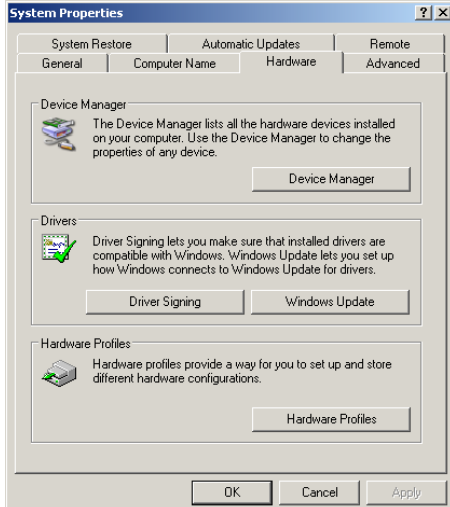 System Properties
System Restore Automatic Updates Remote
General Computer Name Hardware Advanced
Device Manager
The Device Manager lists all the hardware devices installed
on your computer. Use the Device Manager to change the
properties of any device.
Device Manager
Drivers
Driver Signing lets you make sure that installed drivers are
compatible with Windows. Windows Update lets you set up
how Windows connects to Windows Update for drivers.
Driver Signing Windows Update
Hardware Profiles
Hardware profiles provide a way for you to set up and store
different hardware configurations.
Hardware Profiles
OK Cancel Apply